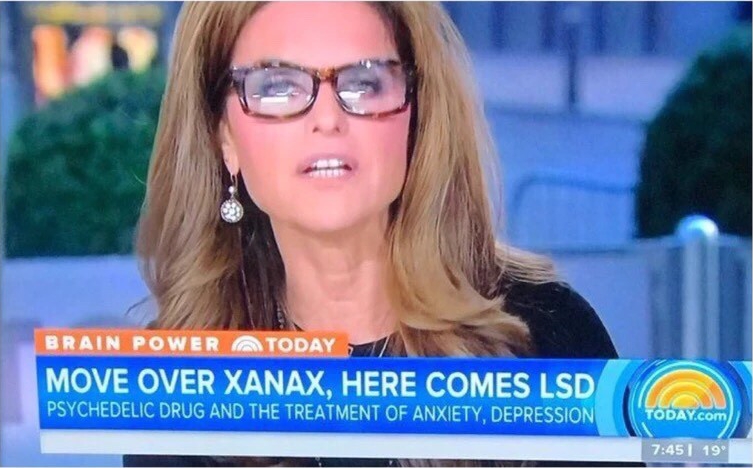 BRAIN POWER TODAY
MOVE OVER XANAX, HERE COMES LSD
PSYCHEDELIC DRUG AND THE TREATMENT OF ANXIETY, DEPRESSION
TODAY.com
7:45 | 19°